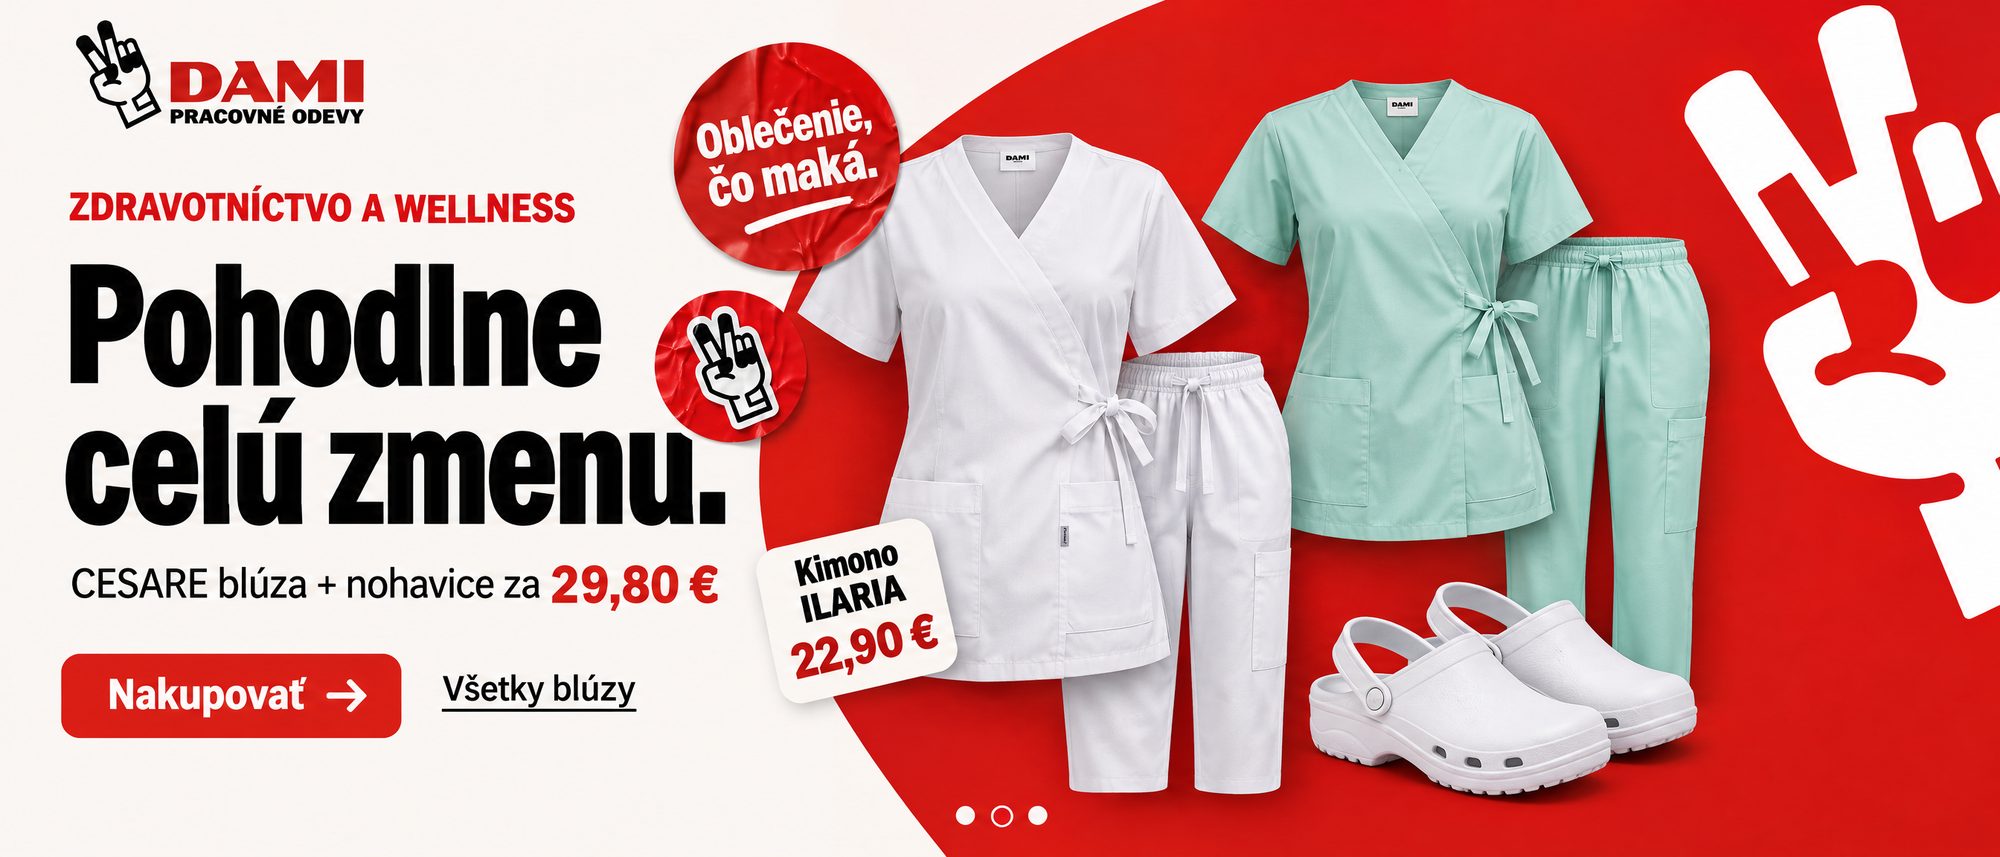 DAMI
PRACOVNÉ ODEVY
ZDRAVOTNÍCTVO A WELLNESS
Pohodlne
celú zmenu.
CESARE blúza + nohavice za 29,80 €
Nakupovať →
Všetky blúzy
Oblečenie,
čo maká.
Kimono
ILARIA
22,90 €
DAMI
DAMI